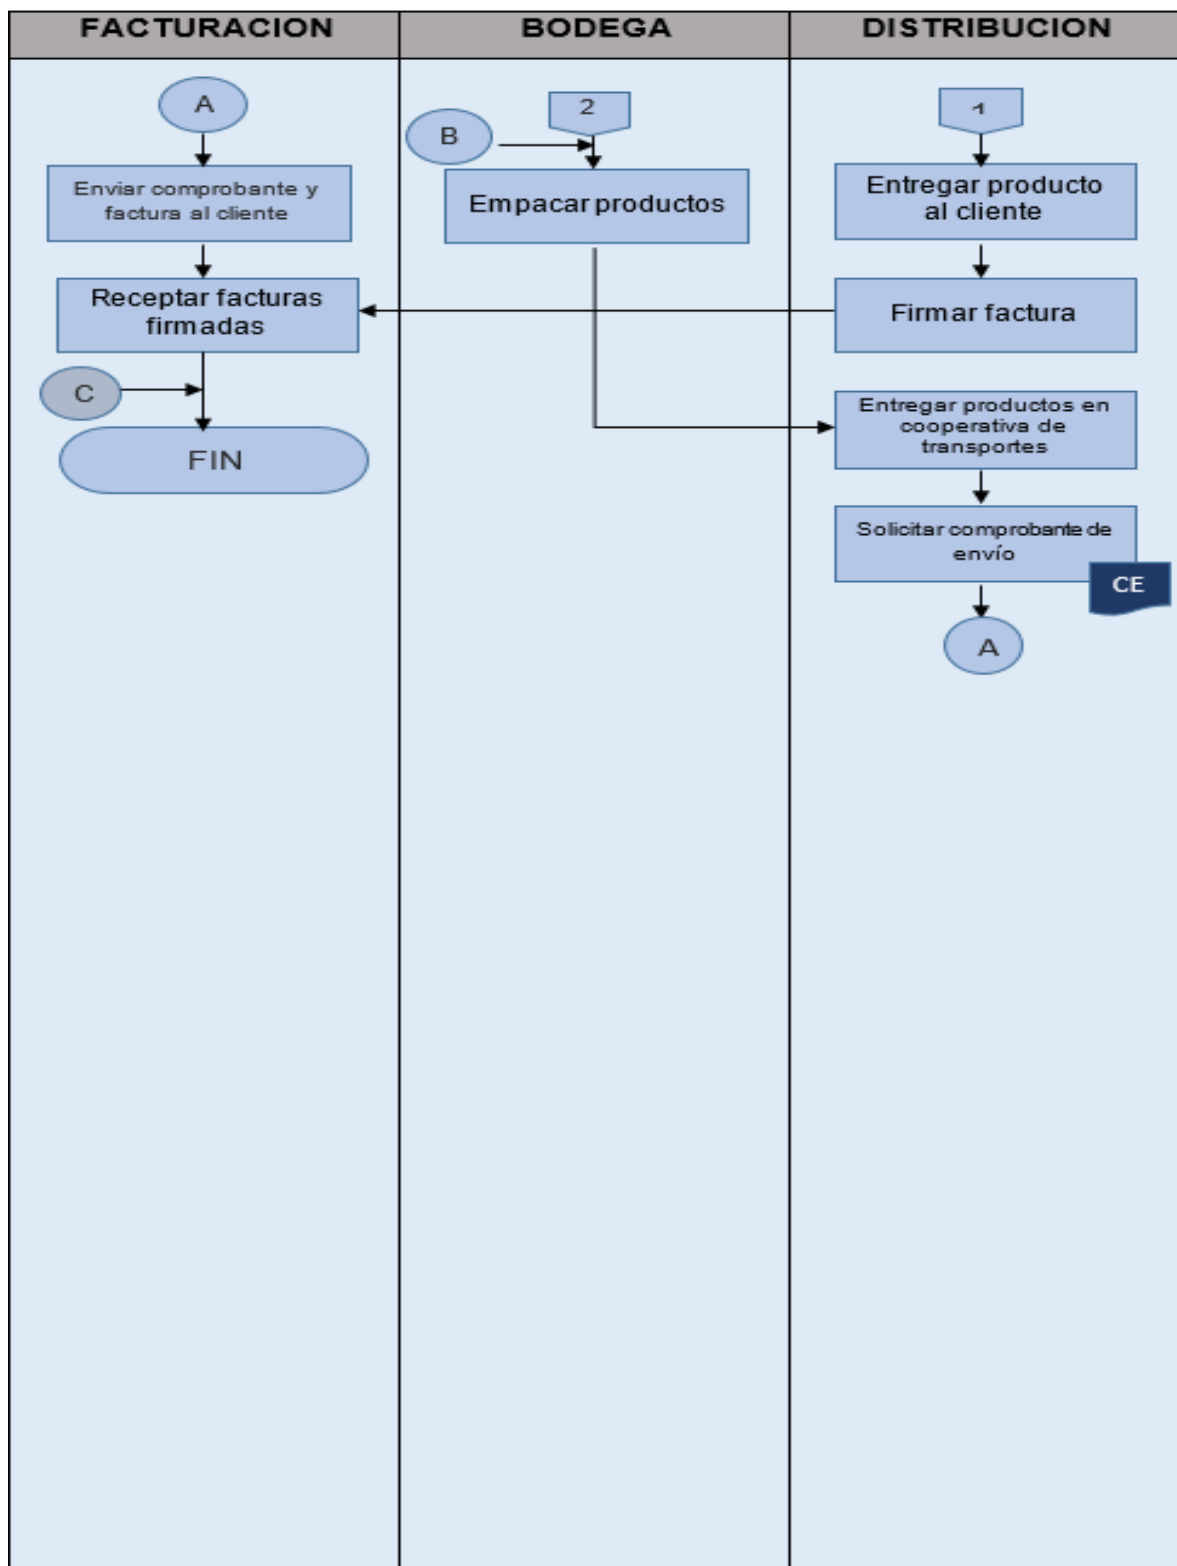 FACTURACION
BODEGA
DISTRIBUCION
A
Enviar comprobante y
factura al cliente
Receptar facturas
firmadas
C
FIN
2
B
Empacar productos
1
Entregar producto
al cliente
Firmar factura
Entregar productos en
cooperativa de
transportes
Solicitar comprobante de
envío
CE
A